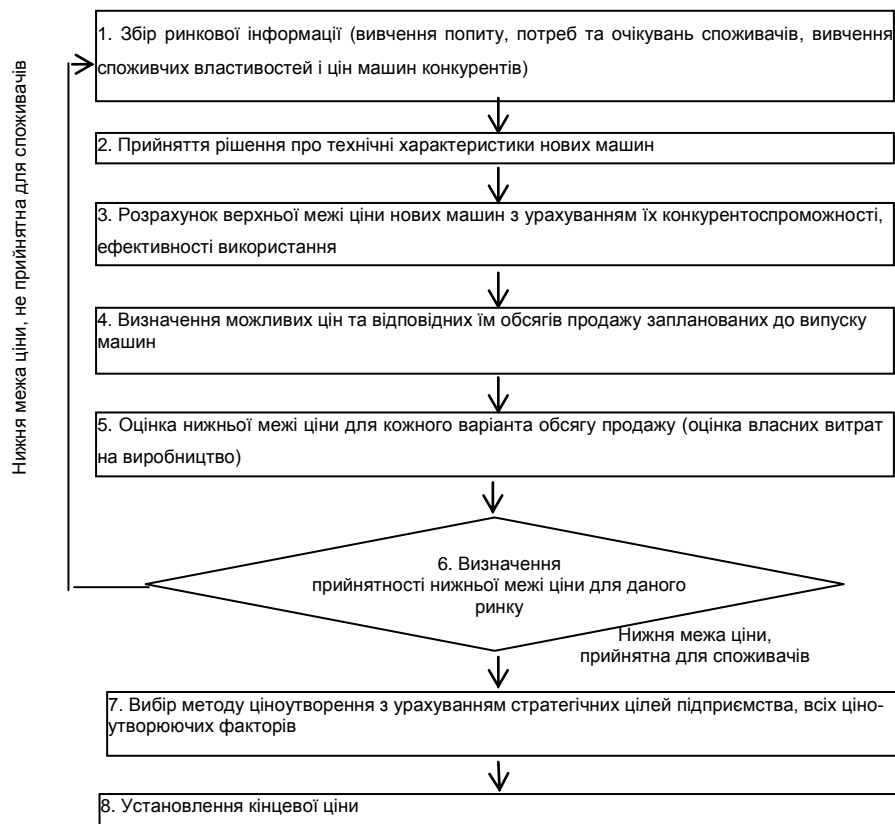 1. Збір ринкової інформації (вивчення попиту, потреб та очікувань споживачів, вивчення
споживчих властивостей і цін машин конкурентів)
Нижня межа ціни, не прийнятна для споживачів
2. Прийняття рішення про технічні характеристики нових машин
3. Розрахунок верхньої межі ціни нових машин з урахуванням їх конкурентоспроможності,
ефективності використання
4. Визначення можливих цін та відповідних їм обсягів продажу запланованих до випуску
машин
5. Оцінка нижньої межі ціни для кожного варіанта обсягу продажу (оцінка власних витрат
на виробництво)
6. Визначення
прийнятності нижньої межі ціни для даного
ринку
Нижня межа ціни,
прийнятна для споживачів
7. Вибір методу ціноутворення з урахуванням стратегічних цілей підприємства, всіх ціно-
утворюючих факторів
8. Установлення кінцевої ціни